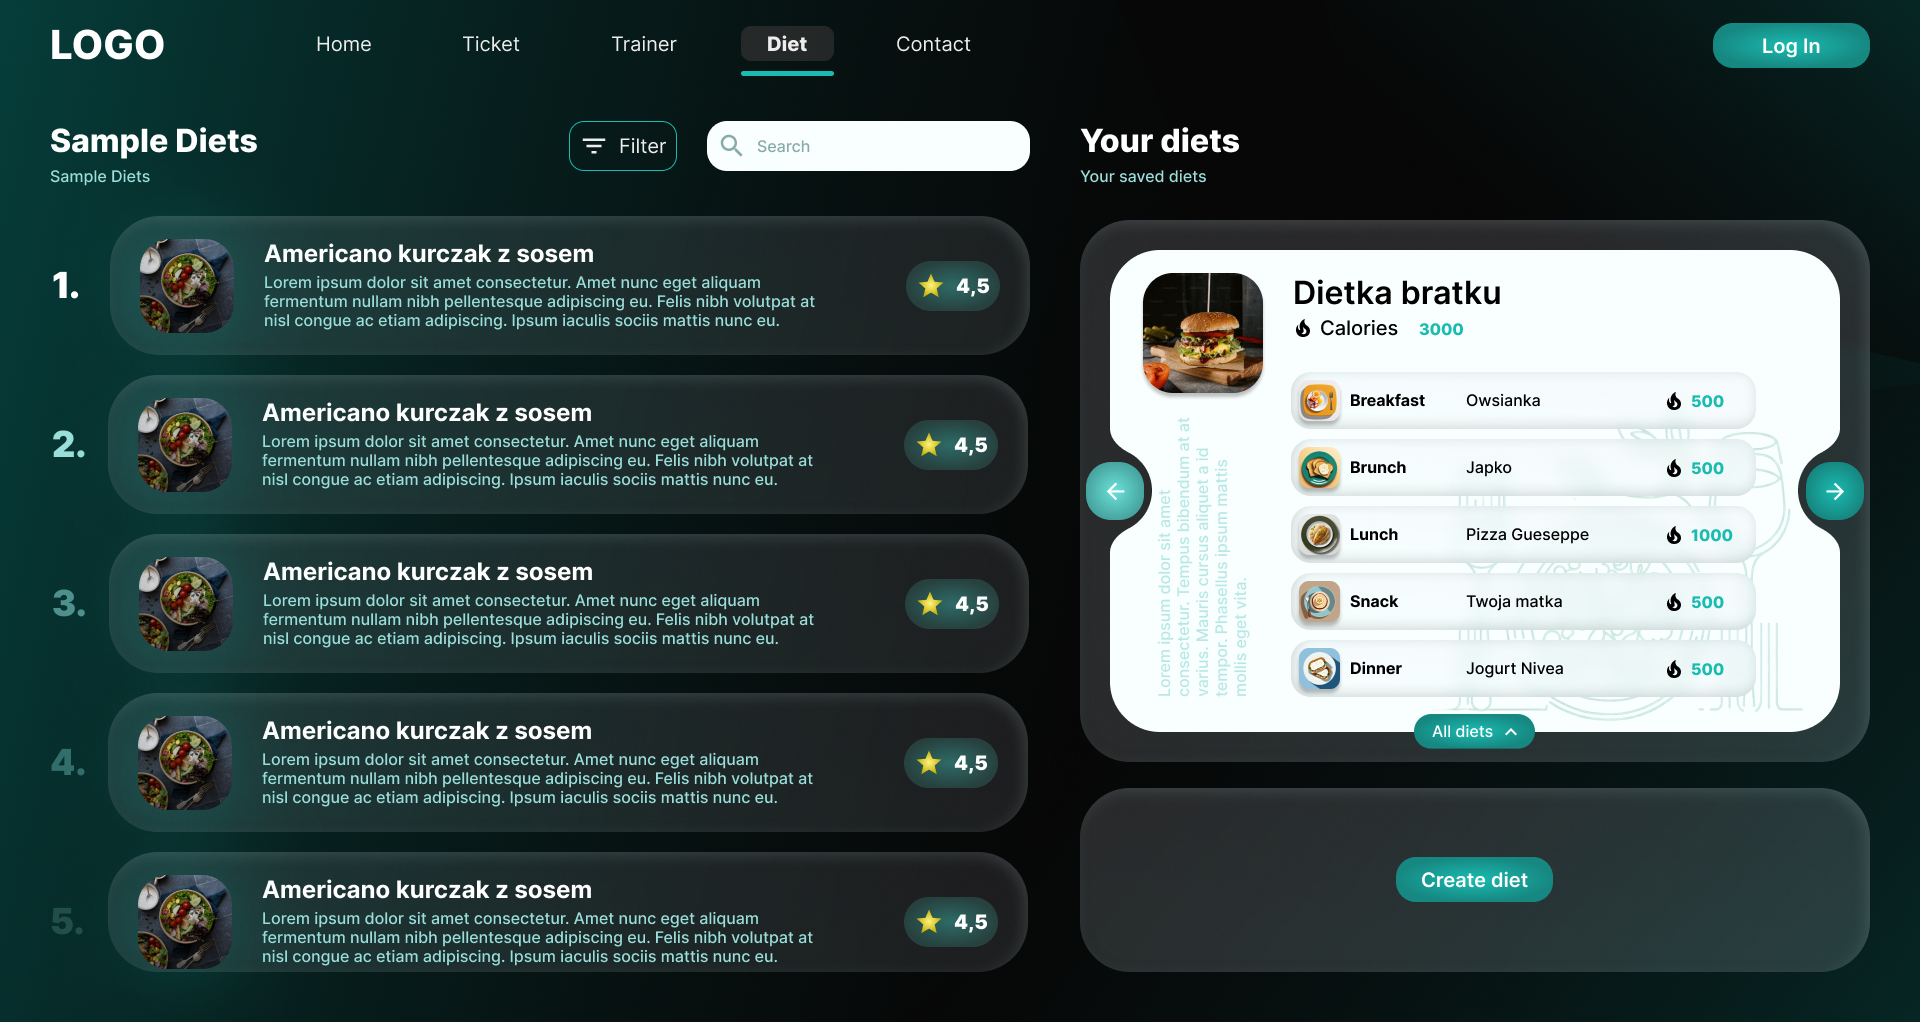 LOGO
Home
Ticket
Trainer
Diet
Contact
Log In
Sample Diets
Sample Diets
Filter
Search
1.
Americano kurczak z sosem
Lorem ipsum dolor sit amet consectetur. Amet nunc eget aliquam
fermentum nullam nibh pellentesque adipiscing eu. Felis nibh volutpat at
nisl congue ac etiam adipiscing. Ipsum iaculis sociis mattis nunc eu.
4,5
2.
Americano kurczak z sosem
Lorem ipsum dolor sit amet consectetur. Amet nunc eget aliquam
fermentum nullam nibh pellentesque adipiscing eu. Felis nibh volutpat at
nisl congue ac etiam adipiscing. Ipsum iaculis sociis mattis nunc eu.
4,5
3.
Americano kurczak z sosem
Lorem ipsum dolor sit amet consectetur. Amet nunc eget aliquam
fermentum nullam nibh pellentesque adipiscing eu. Felis nibh volutpat at
nisl congue ac etiam adipiscing. Ipsum iaculis sociis mattis nunc eu.
4,5
4.
Americano kurczak z sosem
Lorem ipsum dolor sit amet consectetur. Amet nunc eget aliquam
fermentum nullam nibh pellentesque adipiscing eu. Felis nibh volutpat at
nisl congue ac etiam adipiscing. Ipsum iaculis sociis mattis nunc eu.
4,5
5.
Americano kurczak z sosem
Lorem ipsum dolor sit amet consectetur. Amet nunc eget aliquam
fermentum nullam nibh pellentesque adipiscing eu. Felis nibh volutpat at
nisl congue ac etiam adipiscing. Ipsum iaculis sociis mattis nunc eu.
4,5
Your diets
Your saved diets
Dietka bratku
Calories 3000
Lorem ipsum dolor sit amet
consectetur. Tempus bibendum at at
varius. Mauris cursus aliquet a id
tempor. Phasellus ipsum mattis
mollis eget vita.
Breakfast Owsianka 500
Brunch Japko 500
Lunch Pizza Gueseppe 1000
Snack Twoja matka 500
Dinner Jogurt Nivea 500
All diets
Create diet